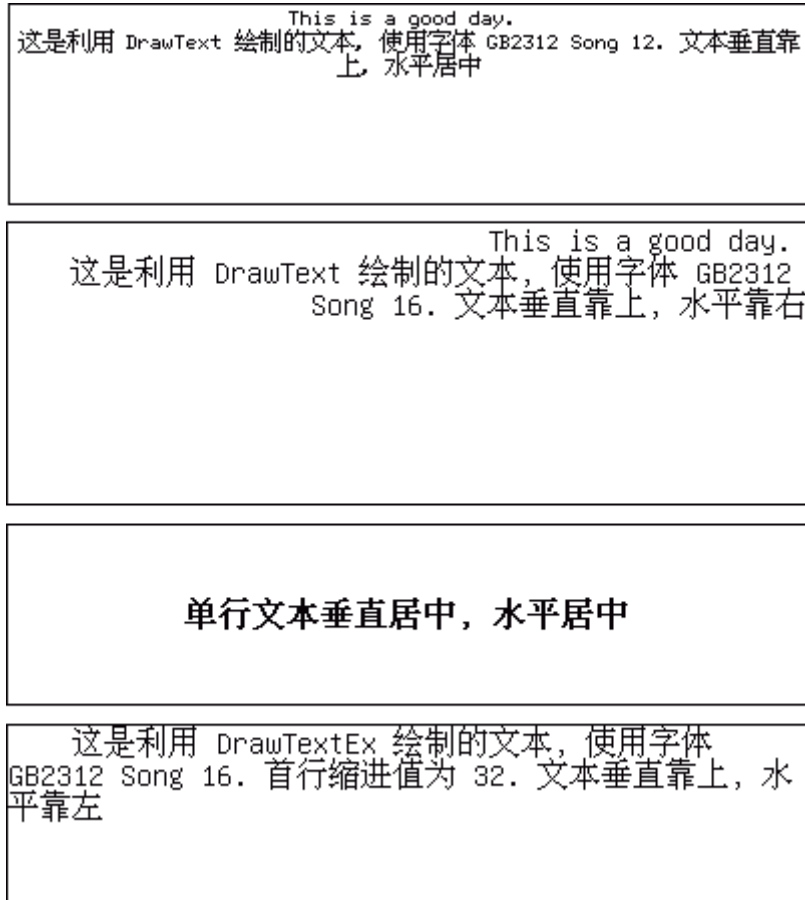 This is a good day.
这是利用 DrawText 绘制的文本, 使用字体 GB2312 Song 12. 文本垂直靠
上, 水平居中
This is a good day.
这是利用 DrawText 绘制的文本, 使用字体 GB2312
Song 16. 文本垂直靠上, 水平靠右
单行文本垂直居中, 水平居中
这是利用 DrawTextEx 绘制的文本, 使用字体
GB2312 Song 16. 首行缩进值为 32. 文本垂直靠上, 水
平靠左